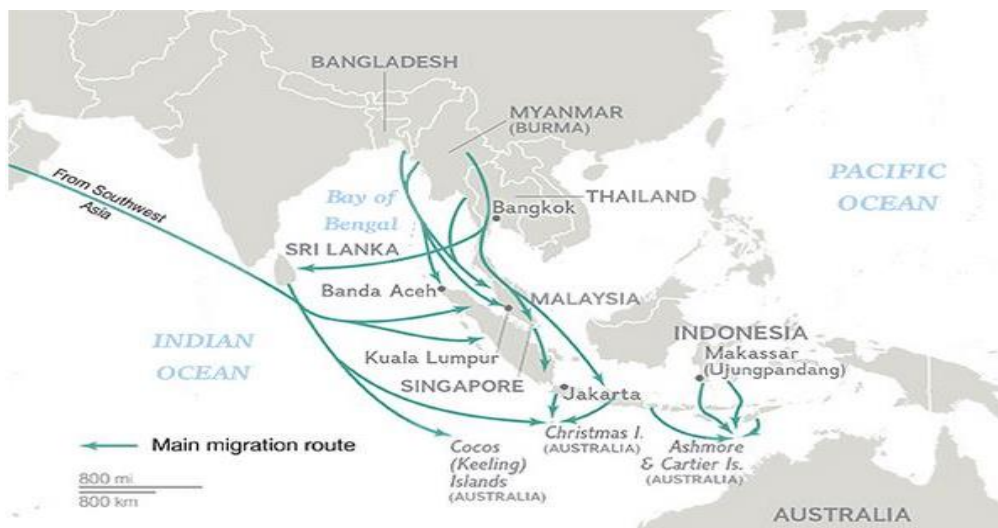 BANGLADESH
MYANMAR
(BURMA)
PACIFIC
OCEAN
From Southwest
Asia
Bay of
Bengal
THAILAND
Bangkok
SRI LANKA
Banda Aceh
MALAYSIA
INDIAN
OCEAN
Kuala Lumpur
SINGAPORE
INDONESIA
Makassar
(Ujungpandang)
Jakarta
Main migration route
Cocos
(Keeling)
Islands
(AUSTRALIA)
Christmas I.
(AUSTRALIA)
Ashmore
& Cartier Is.
(AUSTRALIA)
800 mi
800 km
AUSTRALIA